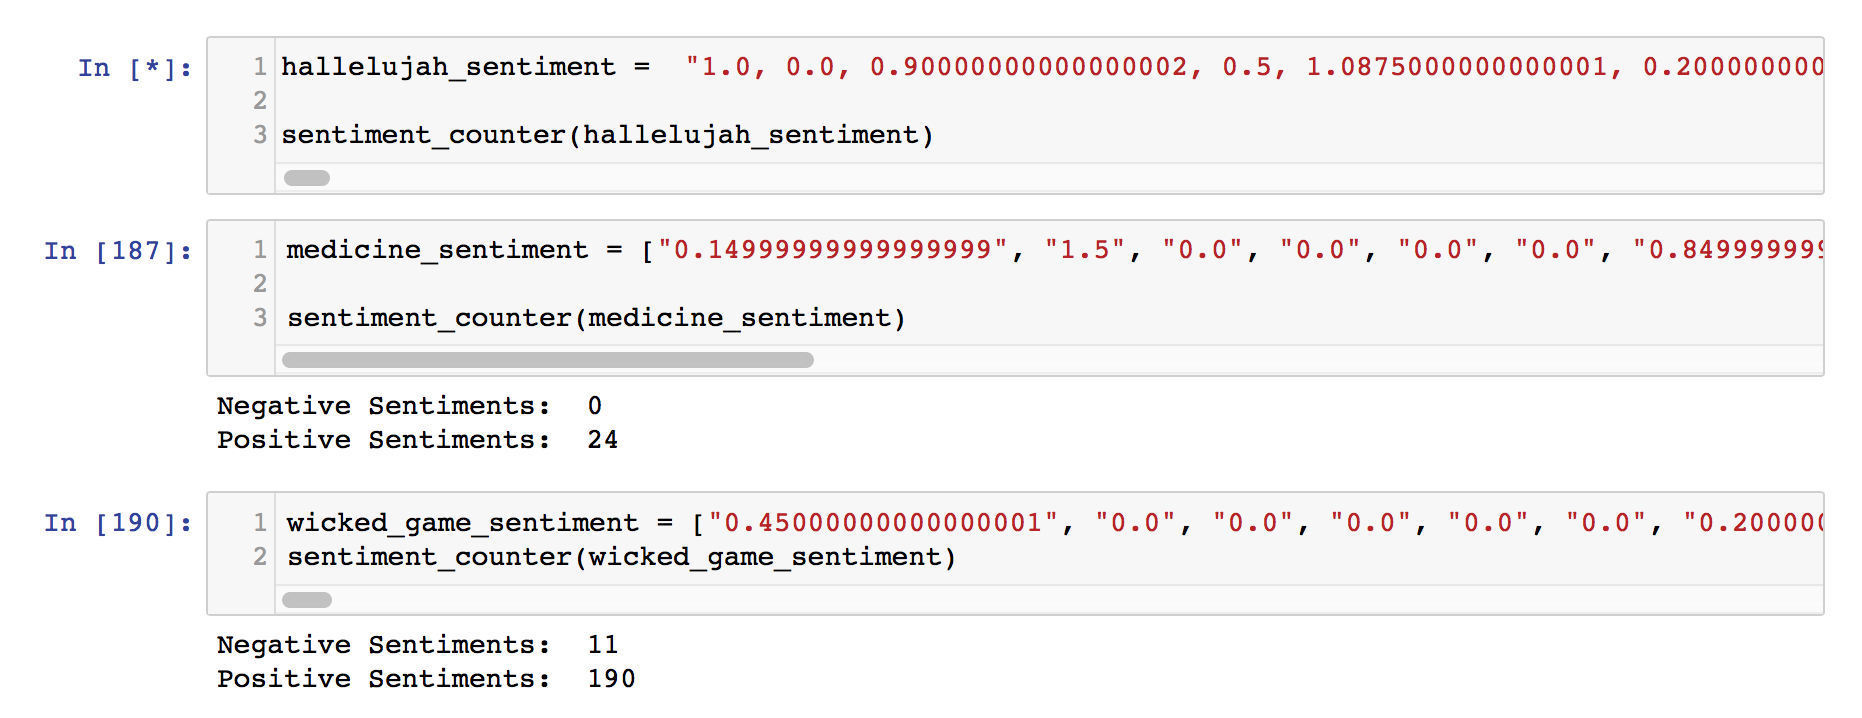 In [*]: 1 hallelujah_sentiment = "1.0, 0.0, 0.90000000000000002, 0.5, 1.0875000000000001, 0.200000000
2
3 sentiment_counter(hallelujah_sentiment)
In [187]: 1 medicine_sentiment = ["0.14999999999999999", "1.5", "0.0", "0.0", "0.0", "0.0", "0.849999999
2
3 sentiment_counter(medicine_sentiment)
Negative Sentiments: 0
Positive Sentiments: 24
In [190]: 1 wicked_game_sentiment = ["0.45000000000000001", "0.0", "0.0", "0.0", "0.0", "0.0", "0.200000
2 sentiment_counter(wicked_game_sentiment)
Negative Sentiments: 11
Positive Sentiments: 190